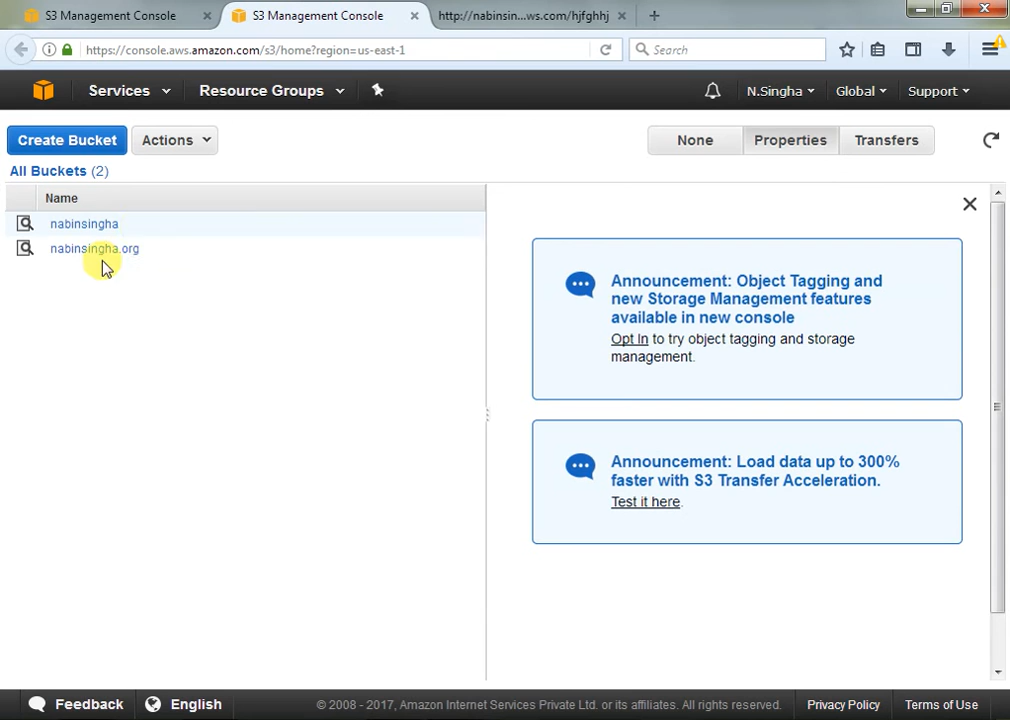 S3 Management Console
S3 Management Console
http://nabinsin...ws.com/hjfghhj
https://console.aws.amazon.com/s3/home?region=us-east-1
Search
Services
Resource Groups
N.Singha
Global
Support
Create Bucket
Actions
None
Properties
Transfers
All Buckets (2)
Name
nabinsingha
nabinsingha.org
Announcement: Object Tagging and
new Storage Management features
available in new console
Opt In to try object tagging and storage
management.
Announcement: Load data up to 300%
faster with S3 Transfer Acceleration.
Test it here.
Feedback
English
© 2008 - 2017, Amazon Internet Services Private Ltd. or its affiliates. All rights reserved.
Privacy Policy
Terms of Use